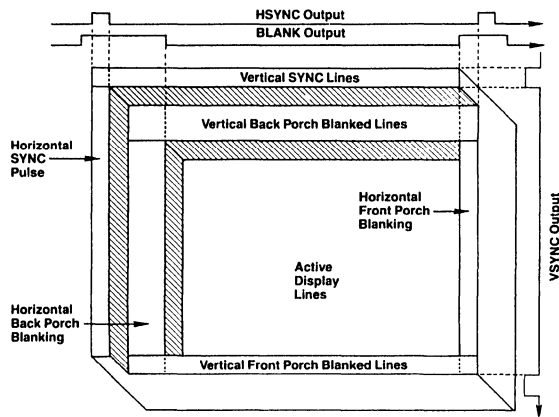 HSYNC Output
BLANK Output
Vertical SYNC Lines
Vertical Back Porch Blanked Lines
Horizontal
SYNC
Pulse
Horizontal
Front Porch
Blanking
VSYNC Output
Active
Display
Lines
Horizontal
Back Porch
Blanking
Vertical Front Porch Blanked Lines